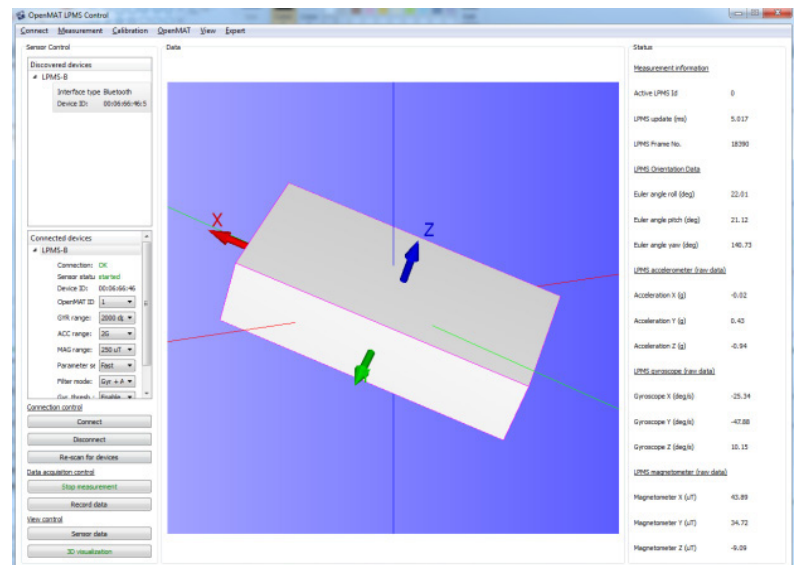 OpenMAT LPMS Control
Connect Measurement Calibration OpenMAT View Expert
Sensor Control
Discovered devices
LPMS-B
Interface type Bluetooth
Device ID: 00:06:66:46:5
Connected devices
LPMS-B
Connection: OK
Sensor status started
Device ID: 00:06:66:46
OpenMAT ID 1
GYR range: 2000 d
ACC range: 2G
MAG range: 250 uT
Parameter se Fast
Filter mode: Gyr + A
Gyr. thresh.: Enable
Connection control
Connect
Disconnect
Re-scan for devices
Data acquisition control
Stop measurement
Record data
View control
Sensor data
3D visualization
Data
X
Z
Status
Measurement information
Active LPMS Id 0
LPMS update (ms) 5.017
LPMS Frame No. 18390
LPMS Orientation Data
Euler angle roll (deg) 22.01
Euler angle pitch (deg) 21.12
Euler angle yaw (deg) 140.73
LPMS accelerometer (raw data)
Acceleration X (g) -0.02
Acceleration Y (g) 0.43
Acceleration Z (g) -0.94
LPMS gyroscope (raw data)
Gyroscope X (deg/s) -25.34
Gyroscope Y (deg/s) -47.88
Gyroscope Z (deg/s) 10.15
LPMS magnetometer (raw data)
Magnetometer X (uT) 43.89
Magnetometer Y (uT) 34.72
Magnetometer Z (uT) -9.09